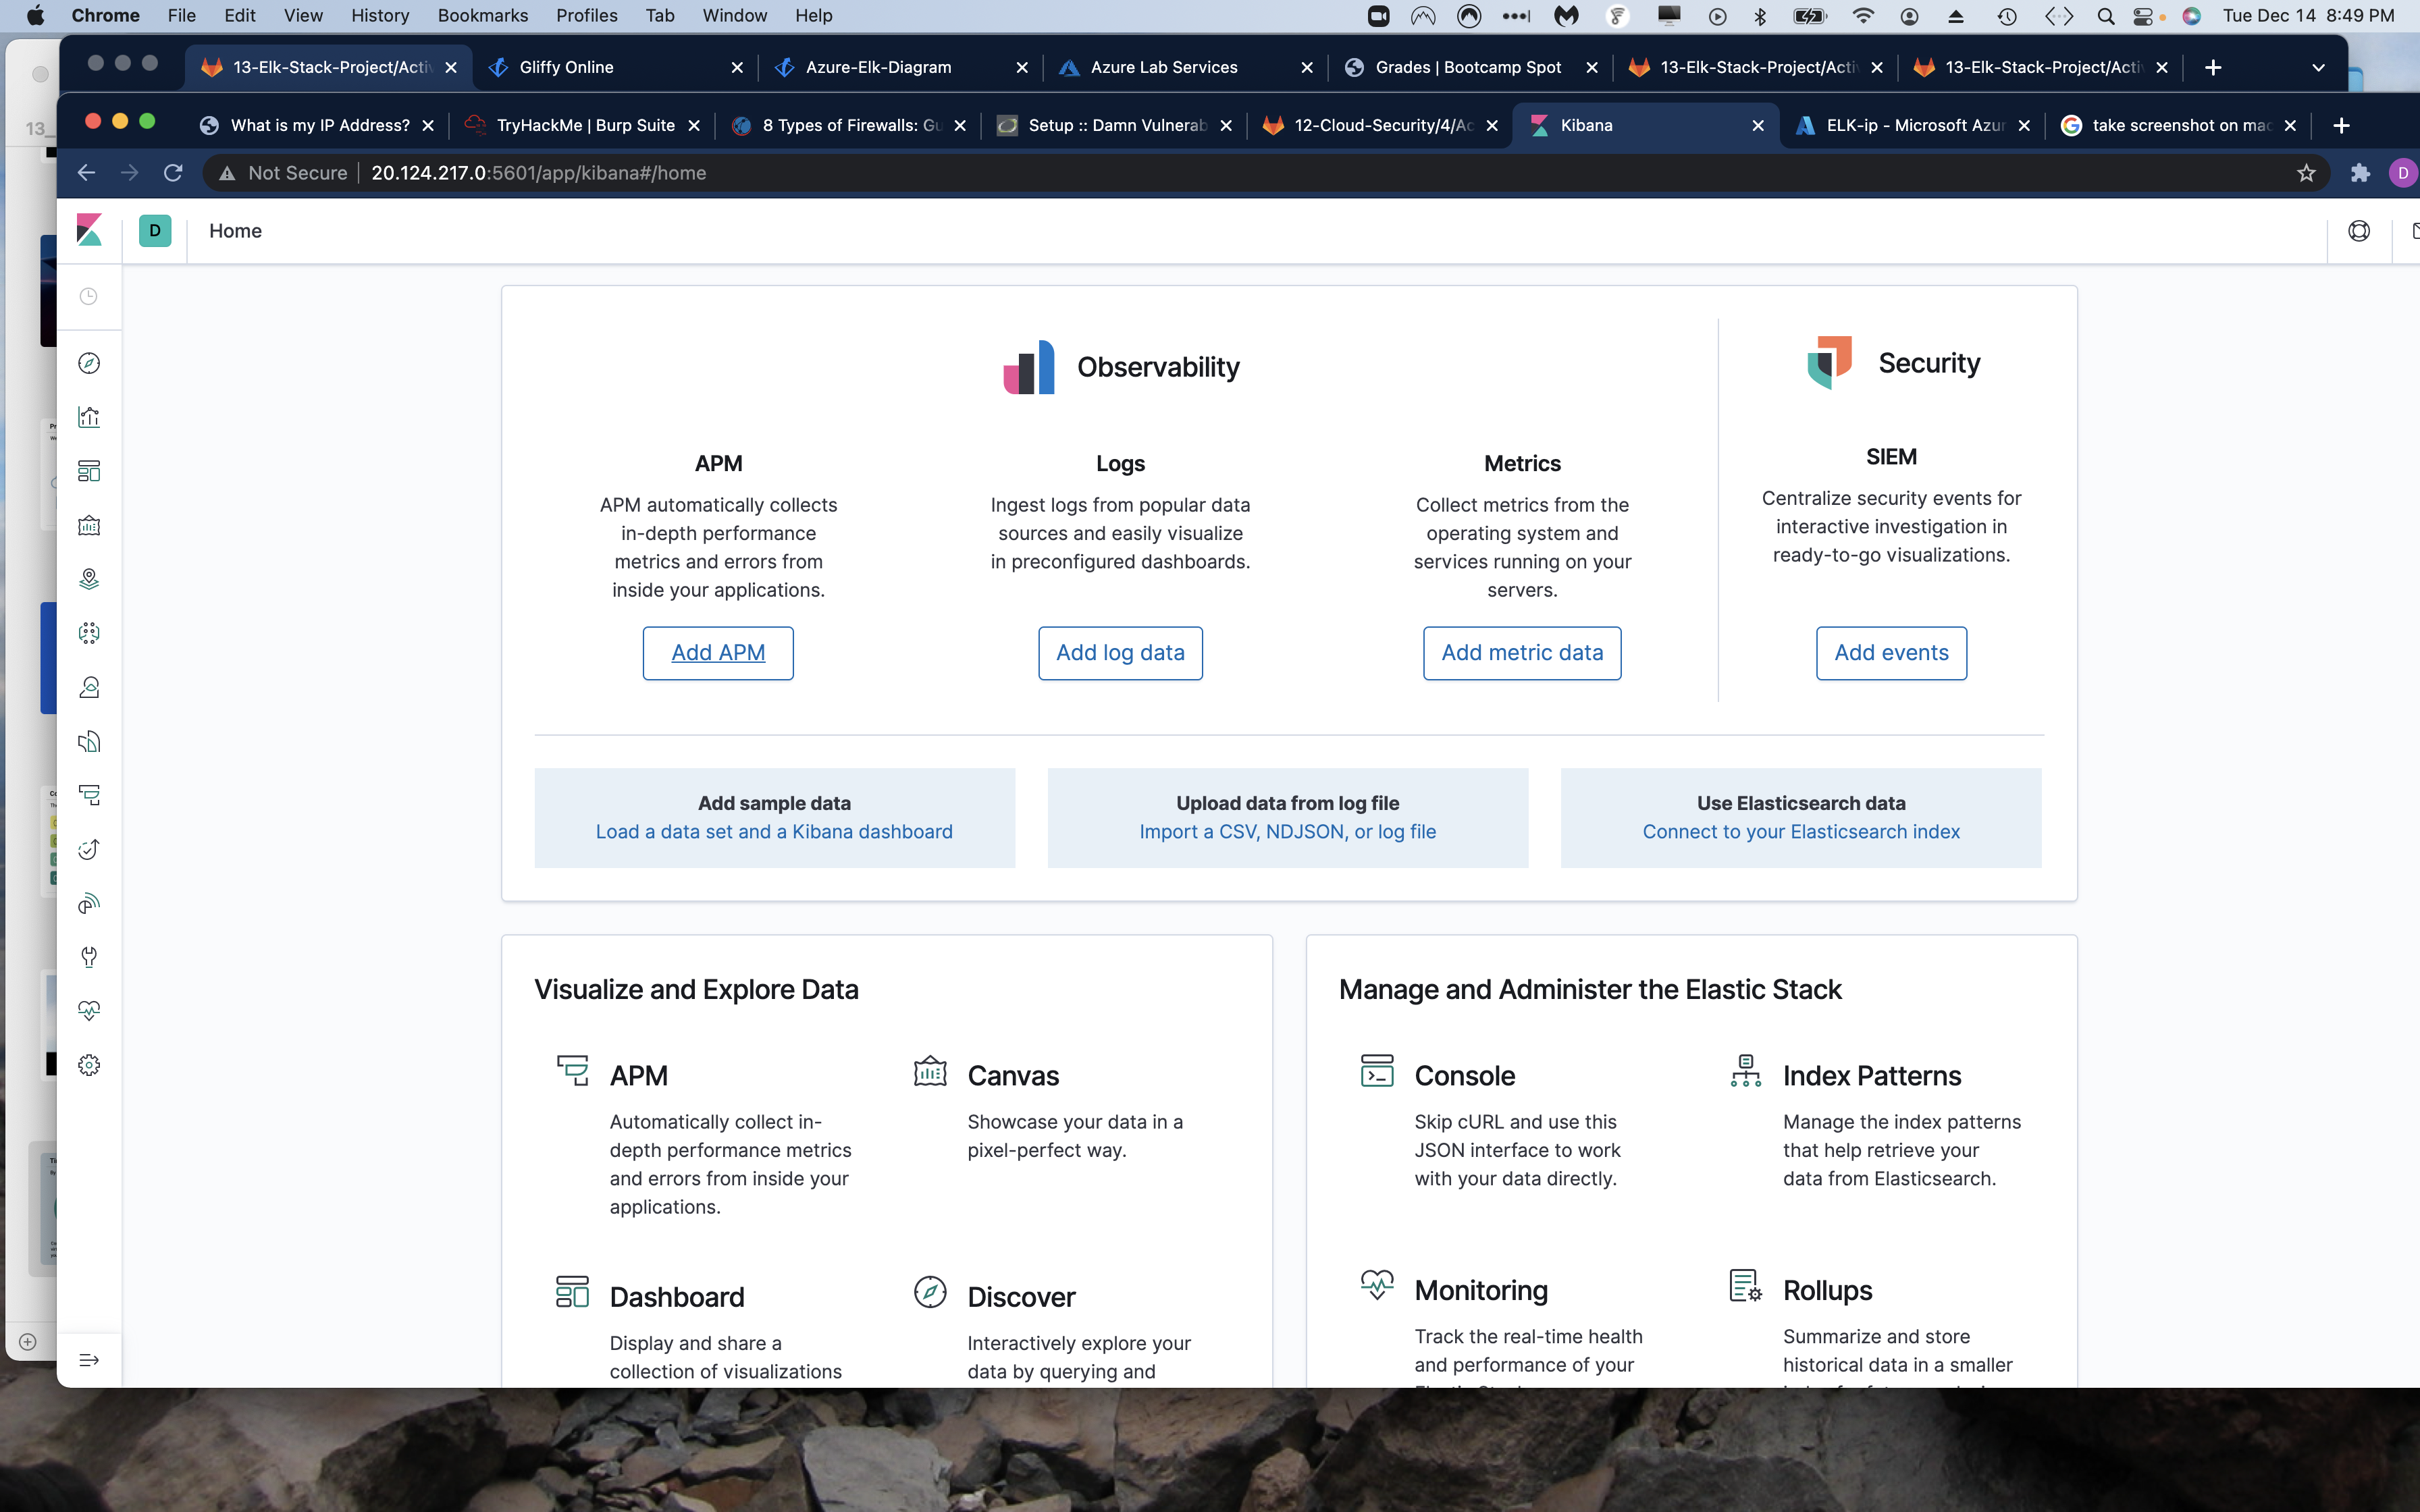 Chrome File Edit View History Bookmarks Profiles Tab Window Help Tue Dec 14 8:49 PM
13-Elk-Stack-Project/Activ Gliffy Online Azure-Elk-Diagram Azure Lab Services Grades | Bootcamp Spot 13-Elk-Stack-Project/Acti 13-Elk-Stack-Project/Acti
13_
What is my IP Address? TryHackMe | Burp Suite 8 Types of Firewalls: Gu Setup :: Damn Vulnerab 12-Cloud-Security/4/Ac Kibana ELK-ip - Microsoft Azur take screenshot on mac
Not Secure 20.124.217.0:5601/app/kibana#/home D
D Home
Observability
Security
APM
Logs
Metrics
SIEM
APM automatically collects
in-depth performance
metrics and errors from
inside your applications.
Ingest logs from popular data
sources and easily visualize
in preconfigured dashboards.
Collect metrics from the
operating system and
services running on your
servers.
Centralize security events for
interactive investigation in
ready-to-go visualizations.
Add APM
Add log data
Add metric data
Add events
Add sample data
Load a data set and a Kibana dashboard
Upload data from log file
Import a CSV, NDJSON, or log file
Use Elasticsearch data
Connect to your Elasticsearch index
Visualize and Explore Data
APM
Automatically collect in-
depth performance metrics
and errors from inside your
applications.
Canvas
Showcase your data in a
pixel-perfect way.
Dashboard
Display and share a
collection of visualizations
Discover
Interactively explore your
data by querying and
Manage and Administer the Elastic Stack
Console
Skip cURL and use this
JSON interface to work
with your data directly.
Index Patterns
Manage the index patterns
that help retrieve your
data from Elasticsearch.
Monitoring
Track the real-time health
and performance of your
Rollups
Summarize and store
historical data in a smaller